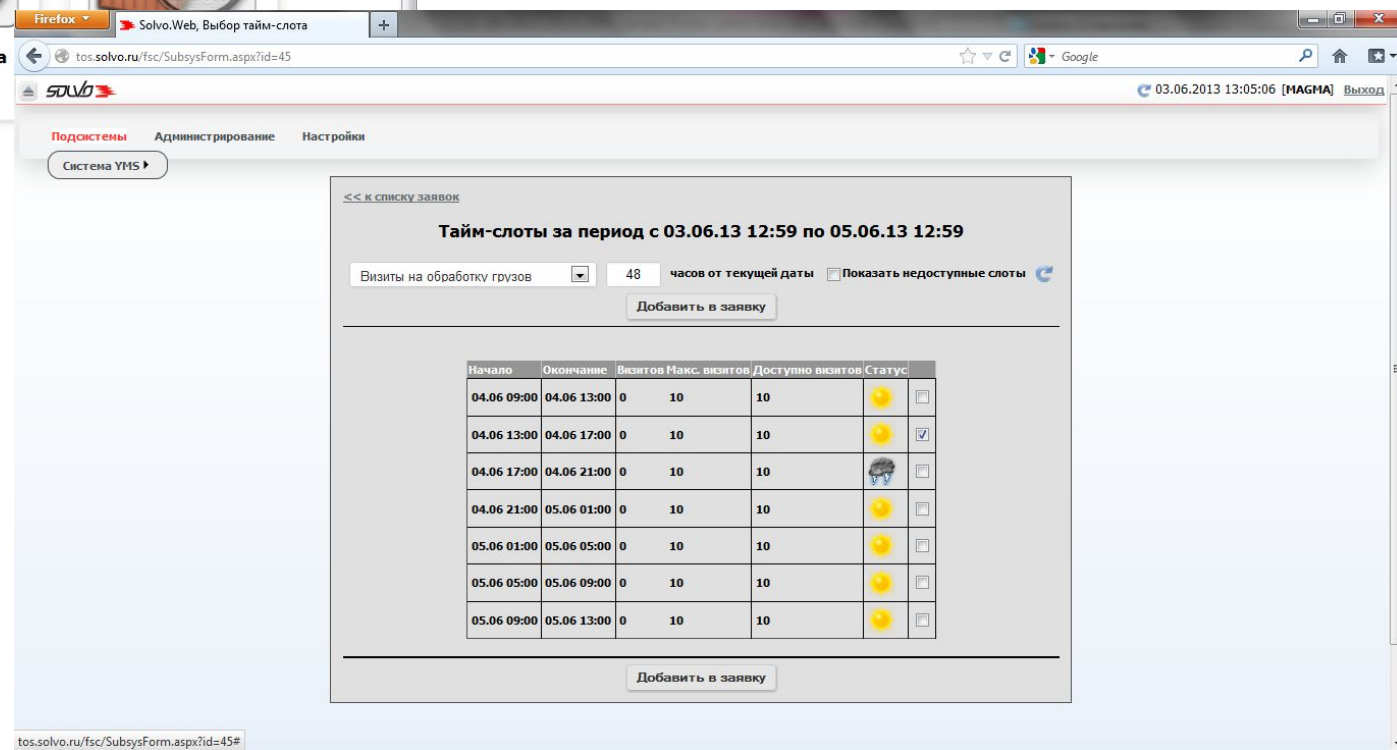 Firefox
Solvo.Web, Выбор тайм-слота
а
tos.solvo.ru/fsc/SubsysForm.aspx?id=45
Google
SOLVO
03.06.2013 13:05:06 [MAGMA] Выход
Подсистемы Администрирование Настройки
Система YMS
<< к списку заявок
Тайм-слоты за период с 03.06.13 12:59 по 05.06.13 12:59
Визиты на обработку грузов 48 часов от текущей даты Показать недоступные слоты
Добавить в заявку
Начало Окончание Визитов Макс. визитов Доступно визитов Статус
04.06 09:00 04.06 13:00 0 10 10
04.06 13:00 04.06 17:00 0 10 10
04.06 17:00 04.06 21:00 0 10 10
04.06 21:00 05.06 01:00 0 10 10
05.06 01:00 05.06 05:00 0 10 10
05.06 05:00 05.06 09:00 0 10 10
05.06 09:00 05.06 13:00 0 10 10
Добавить в заявку
tos.solvo.ru/fsc/SubsysForm.aspx?id=45#